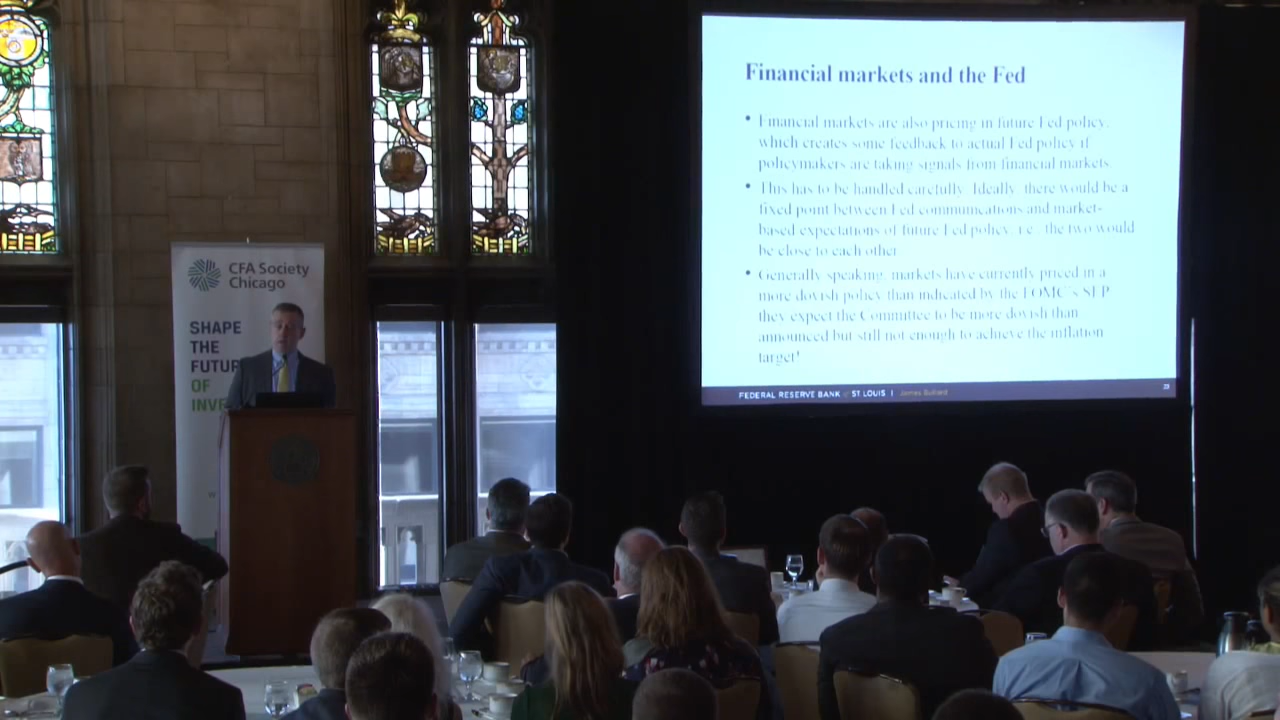 CFA Society
Chicago
SHAPE
THE
FUTUR
OF
INVE
Financial markets and the Fed
• Financial markets are also pricing in future Fed policy,
which creates some feedback to actual Fed policy if
policymakers are taking signals from financial markets.
• This has to be handled carefully. Ideally, there would be a
fixed point between Fed communications and market-
based expectations of future Fed policy, i.e., the two would
be close to each other.
• Generally speaking, markets have currently priced in a
more dovish policy than indicated by the FOMC's SEP
they expect the Committee to be more dovish than
announced but still not enough to achieve the inflation
target!
FEDERAL RESERVE BANK of ST LOUIS | James Bullard
23